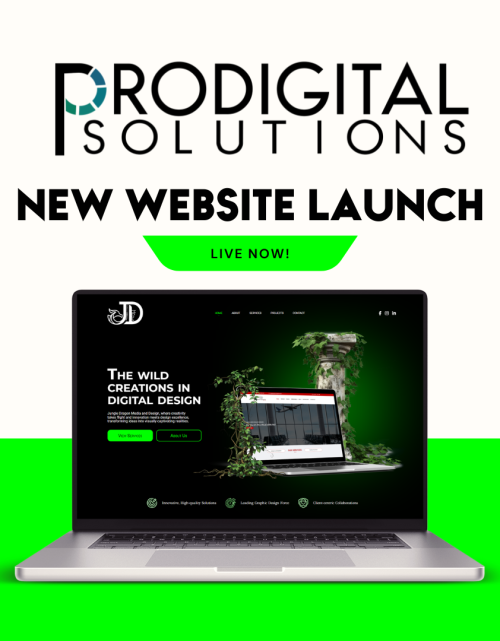 PRODIGITAL
SOLUTIONS
NEW WEBSITE LAUNCH
LIVE NOW!
JD
HOME ABOUT SERVICES PROJECTS CONTACT
THE WILD
CREATIONS IN
DIGITAL DESIGN
Jungle Dragon Media and Design, where creativity
takes flight and innovation meets design excellence,
transforming ideas into visually captivating realities.
Our Services
About Us
Innovative, High-quality Solutions
Leading Graphic Design Firm
Client-centric Collaborations